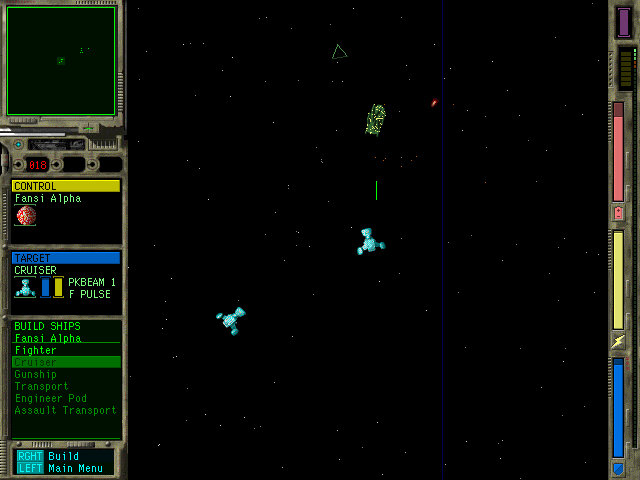 018
CONTROL
Fansi Alpha
TARGET
CRUISER
PKBEAM 1
F PULSE
BUILD SHIPS
Fansi Alpha
Fighter
Cruiser
Gunship
Transport
Engineer Pod
Assault Transport
RGHT Build
LEFT Main Menu